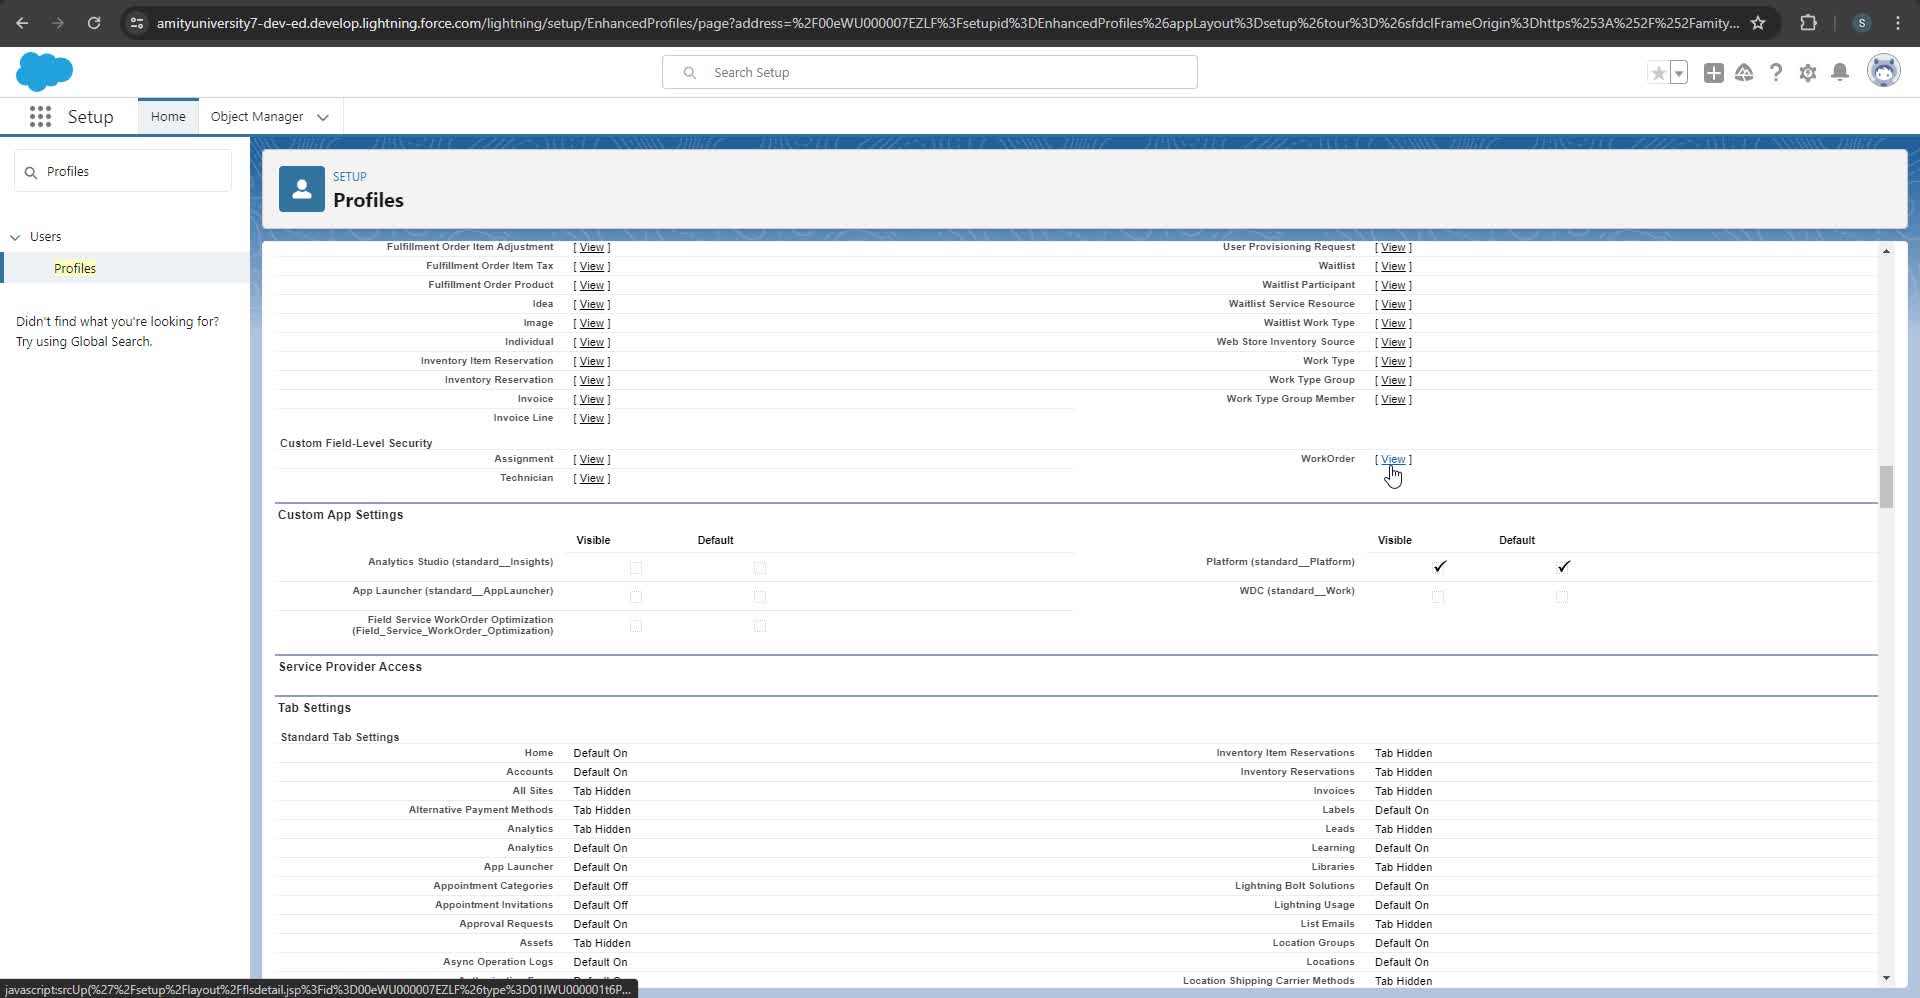 amityuniversity7-dev-ed.develop.lightning.force.com/lightning/setup/EnhancedProfiles/page?address=%2F00eWU000007EZLF%3Fsetupid%3DEnhancedProfiles%26appLayout%3Dsetup%26tour%3D%26sfdcIFrameOrigin%3Dhttps%253A%252F%252Famity...
S
Search Setup
Setup
Home
Object Manager
Profiles
Users
Profiles
Didn't find what you're looking for?
Try using Global Search.
SETUP
Profiles
Fulfillment Order Item Adjustment [ View ] User Provisioning Request [ View ]
Fulfillment Order Item Tax [ View ] Waitlist [ View ]
Fulfillment Order Product [ View ] Waitlist Participant [ View ]
Idea [ View ] Waitlist Service Resource [ View ]
Image [ View ] Waitlist Work Type [ View ]
Individual [ View ] Web Store Inventory Source [ View ]
Inventory Item Reservation [ View ] Work Type [ View ]
Inventory Reservation [ View ] Work Type Group [ View ]
Invoice [ View ] Work Type Group Member [ View ]
Invoice Line [ View ]
Custom Field-Level Security
Assignment [ View ] WorkOrder [ View ]
Technician [ View ]
Custom App Settings
Visible Default Visible Default
Analytics Studio (standard__Insights) Platform (standard__Platform)
App Launcher (standard__AppLauncher) WDC (standard__Work)
Field Service WorkOrder Optimization
(Field_Service_WorkOrder_Optimization)
Service Provider Access
Tab Settings
Standard Tab Settings
Home Default On Inventory Item Reservations Tab Hidden
Accounts Default On Inventory Reservations Tab Hidden
All Sites Tab Hidden Invoices Tab Hidden
Alternative Payment Methods Tab Hidden Labels Default On
Analytics Tab Hidden Leads Tab Hidden
Analytics Default On Learning Default On
App Launcher Default On Libraries Tab Hidden
Appointment Categories Default Off Lightning Bolt Solutions Default On
Appointment Invitations Default Off Lightning Usage Default On
Approval Requests Default On List Emails Tab Hidden
Assets Tab Hidden Location Groups Default On
Async Operation Logs Default On Locations Default On
Location Shipping Carrier Methods Tab Hidden
javascript:srcUp(%27%2Fsetup%2Flayout%2Fflsdetail.jsp%3Fid%3D00eWU000007EZLF%26type%3D01IWU000001t6P...